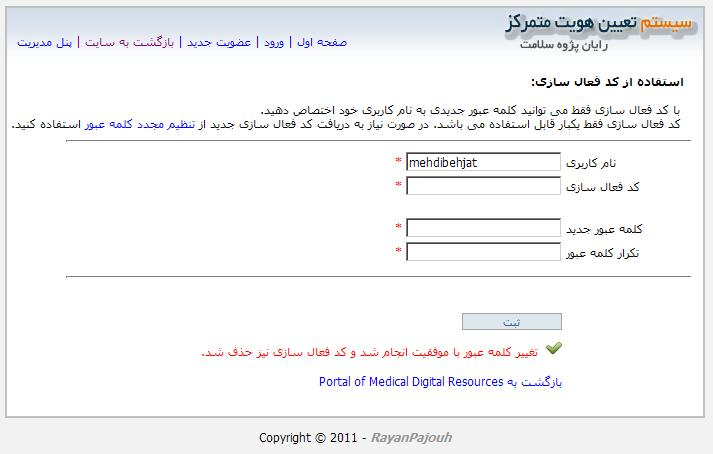 سیستم تعیین هویت متمرکز
رایان پژوه سلامت
صفحه اول | ورود | عضویت جدید | بازگشت به سایت | پنل مدیریت
استفاده از کد فعال سازی:
با کد فعال سازی فقط می توانید کلمه عبور جدیدی به نام کاربری خود اختصاص دهید.
کد فعال سازی فقط یکبار قابل استفاده می باشد. در صورت نیاز به دریافت کد فعال سازی جدید از تنظیم مجدد کلمه عبور استفاده کنید.
نام کاربری mehdibehjat *
کد فعال سازی *
کلمه عبور جدید *
تکرار کلمه عبور *
ثبت
تغییر کلمه عبور با موفقیت انجام شد و کد فعال سازی نیز حذف شد.
بازگشت به Portal of Medical Digital Resources
Copyright © 2011 - RayanPajouh